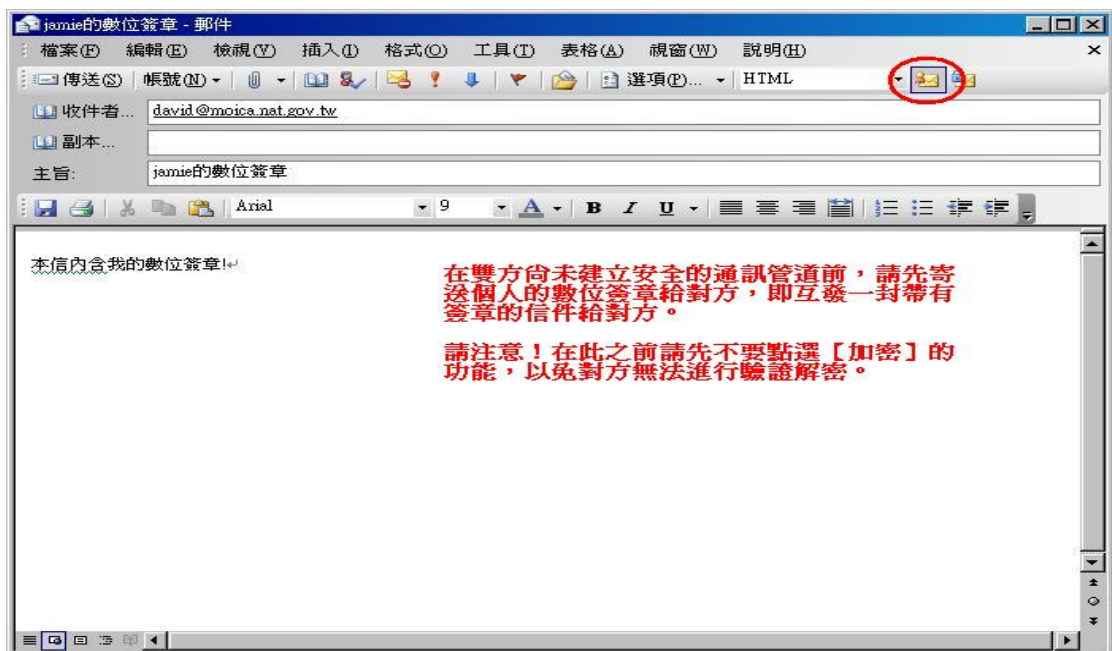 jamie的數位簽章 - 郵件
檔案(F) 編輯(E) 檢視(V) 插入(I) 格式(O) 工具(T) 表格(A) 視窗(W) 說明(H)
傳送(S) 帳號(N) 選項(P)... HTML
收件者... david@moica.nat.gov.tw
副本...
主旨: jamie的數位簽章
Arial 9 A B I U
本信內含我的數位簽章!
在雙方尚未建立安全的通訊管道前,請先寄
送個人的數位簽章給對方,即互發一封帶有
簽章的信件給對方。
請注意!在此之前請先不要點選【加密】的
功能,以免對方無法進行驗證解密。